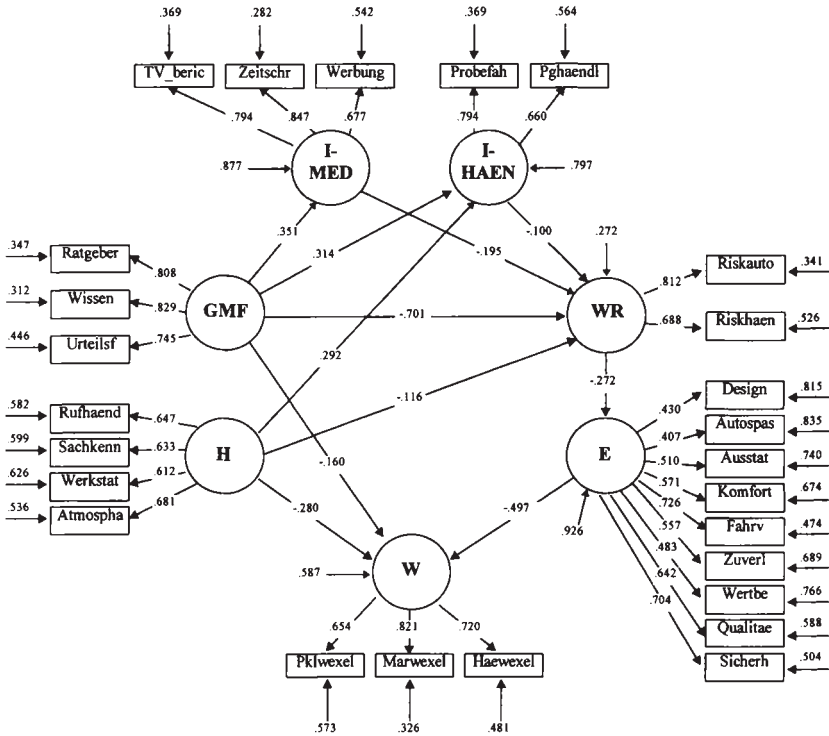 .369 .282 .542 .369 .564
TV_beric Zeitschr Werbung Probefah Pghaendl
.794 .847 .677 .794 .660
I-MED
I-HAEN
.877 .797
.351 .314 -.195 -.100 .272
.347 Ratgeber .808
.312 Wissen .829
.446 Urteilsf .745
GMF
-.701
WR
.812 Riskauto .341
.688 Riskhaen .526
.292 -.116 -.272
.582 Rufhaend .647
.599 Sachkenn .633
.626 Werkstat .612
.536 Atmospha .681
H
-.160
-.280
E
.926
-.497
.430 Design .815
.407 Autospas .835
.510 Ausstat .740
.571 Komfort .674
.726 Fahrv .474
.557 Zuverl .689
.483 Wertbe .766
.642 Qualitae .588
.704 Sicherh .504
W
.587
.654 .821 .720
Pklwexel Marwexel Haewexel
.573 .326 .481